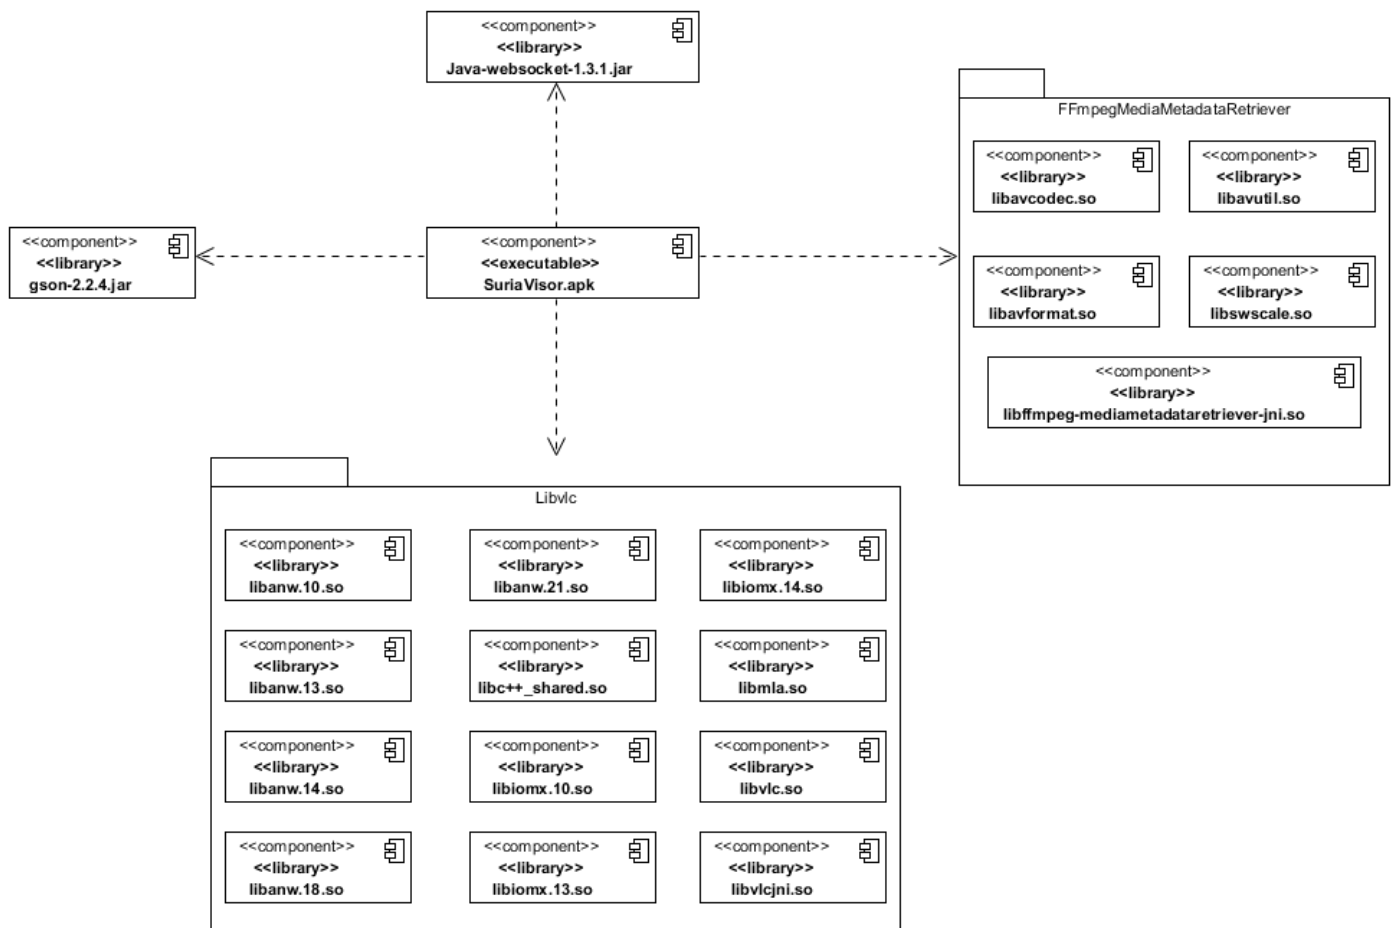 <<component>>
<<library>>
Java-websocket-1.3.1.jar
<<component>>
<<library>>
gson-2.2.4.jar
<<component>>
<<executable>>
SuriaVisor.apk
FFmpegMediaMetadataRetriever
<<component>>
<<library>>
libavcodec.so
<<component>>
<<library>>
libavutil.so
<<component>>
<<library>>
libavformat.so
<<component>>
<<library>>
libswscale.so
<<component>>
<<library>>
libffmpeg-mediametadataretriever-jni.so
Libvlc
<<component>>
<<library>>
libanw.10.so
<<component>>
<<library>>
libanw.21.so
<<component>>
<<library>>
libiomx.14.so
<<component>>
<<library>>
libanw.13.so
<<component>>
<<library>>
libc++_shared.so
<<component>>
<<library>>
libmla.so
<<component>>
<<library>>
libanw.14.so
<<component>>
<<library>>
libiomx.10.so
<<component>>
<<library>>
libvlc.so
<<component>>
<<library>>
libanw.18.so
<<component>>
<<library>>
libiomx.13.so
<<component>>
<<library>>
libvlcjni.so